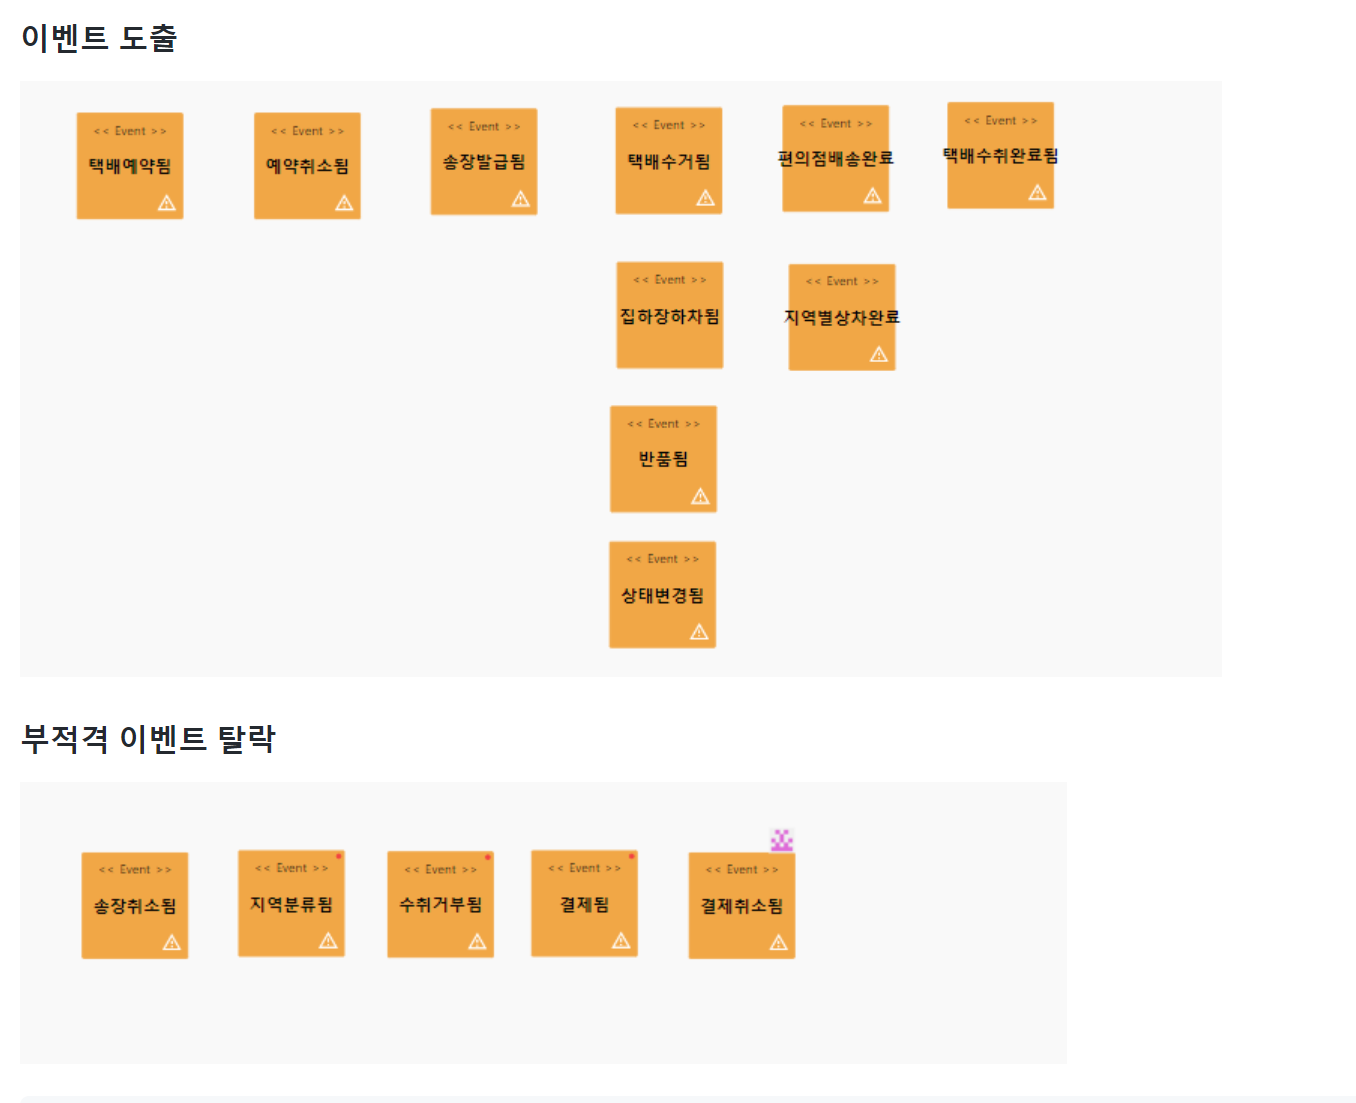 이벤트 도출
<< Event >>
택배예약됨
<< Event >>
예약취소됨
<< Event >>
송장발급됨
<< Event >>
택배수거됨
<< Event >>
편의점배송완료
<< Event >>
택배수취완료됨
<< Event >>
집하장하차됨
<< Event >>
지역별상차완료
<< Event >>
반품됨
<< Event >>
상태변경됨
부적격 이벤트 탈락
<< Event >>
송장취소됨
<< Event >>
지역분류됨
<< Event >>
수취거부됨
<< Event >>
결제됨
<< Event >>
결제취소됨